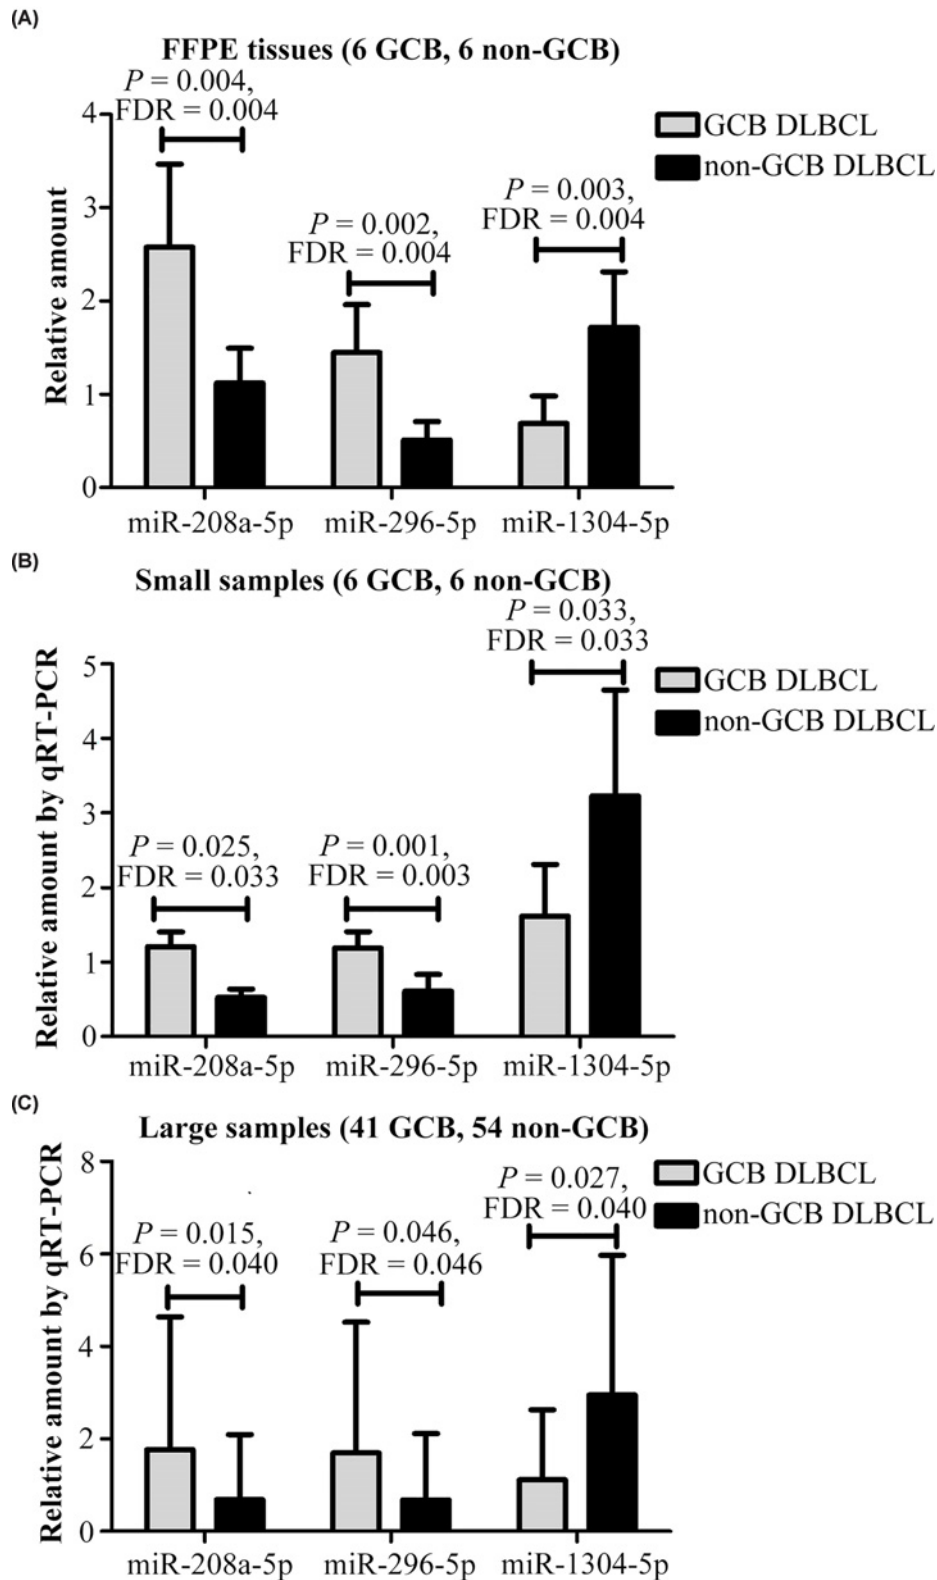 (A)
FFPE tissues (6 GCB, 6 non-GCB)
P = 0.004,
FDR = 0.004
P = 0.002,
FDR = 0.004
P = 0.003,
FDR = 0.004
GCB DLBCL
non-GCB DLBCL
Relative amount
4
3
2
1
0
miR-208a-5p miR-296-5p miR-1304-5p
(B)
Small samples (6 GCB, 6 non-GCB)
P = 0.025,
FDR = 0.033
P = 0.001,
FDR = 0.003
P = 0.033,
FDR = 0.033
GCB DLBCL
non-GCB DLBCL
Relative amount by qRT-PCR
5
4
3
2
1
0
miR-208a-5p miR-296-5p miR-1304-5p
(C)
Large samples (41 GCB, 54 non-GCB)
P = 0.015,
FDR = 0.040
P = 0.046,
FDR = 0.046
P = 0.027,
FDR = 0.040
GCB DLBCL
non-GCB DLBCL
Relative amount by qRT-PCR
8
6
4
2
0
miR-208a-5p miR-296-5p miR-1304-5p